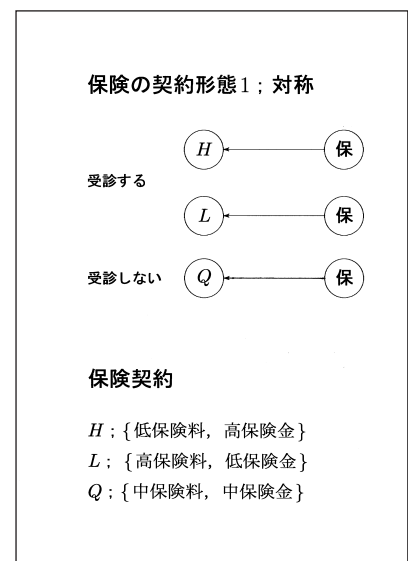 保険の契約形態1；対称
H 保
受診する
L 保
受診しない Q 保
保険契約
H；{低保険料，高保険金}
L；{高保険料，低保険金}
Q；{中保険料，中保険金}